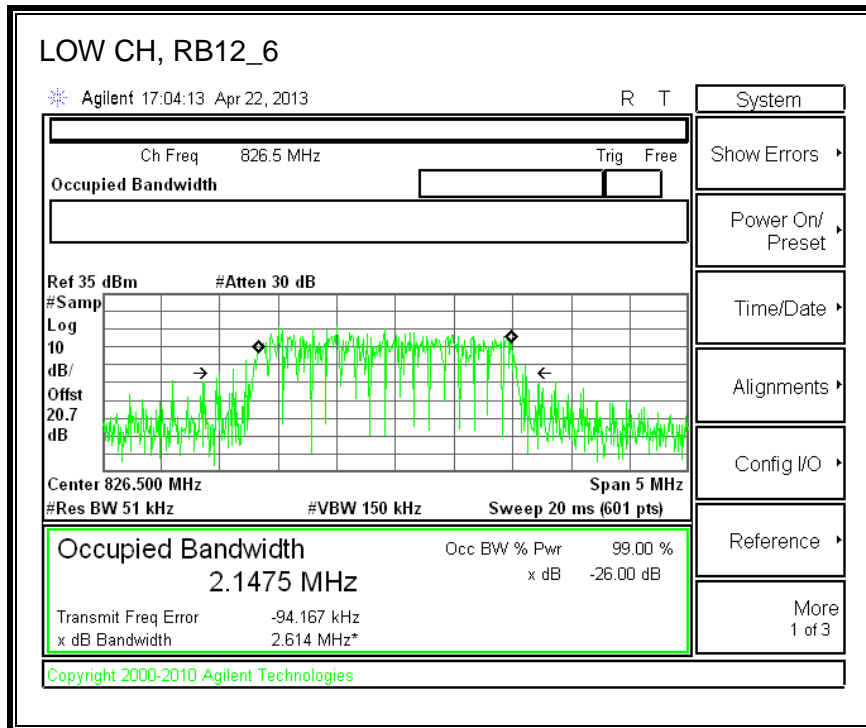 LOW CH, RB12_6
Agilent 17:04:13 Apr 22, 2013 R T
System
Ch Freq 826.5 MHz Trig Free
Show Errors
Occupied Bandwidth
Power On/
Preset
Ref 35 dBm #Atten 30 dB
#Samp
Log
10
dB/
Offst
20.7
dB
Time/Date
Alignments
Config I/O
Center 826.500 MHz Span 5 MHz
#Res BW 51 kHz #VBW 150 kHz Sweep 20 ms (601 pts)
Occupied Bandwidth Occ BW % Pwr 99.00 %
2.1475 MHz x dB -26.00 dB
Reference
Transmit Freq Error -94.167 kHz
x dB Bandwidth 2.614 MHz*
More
1 of 3
Copyright 2000-2010 Agilent Technologies